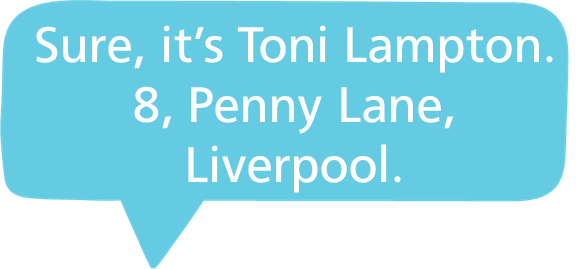 Sure, it’s Toni Lampton.
8, Penny Lane,
Liverpool.